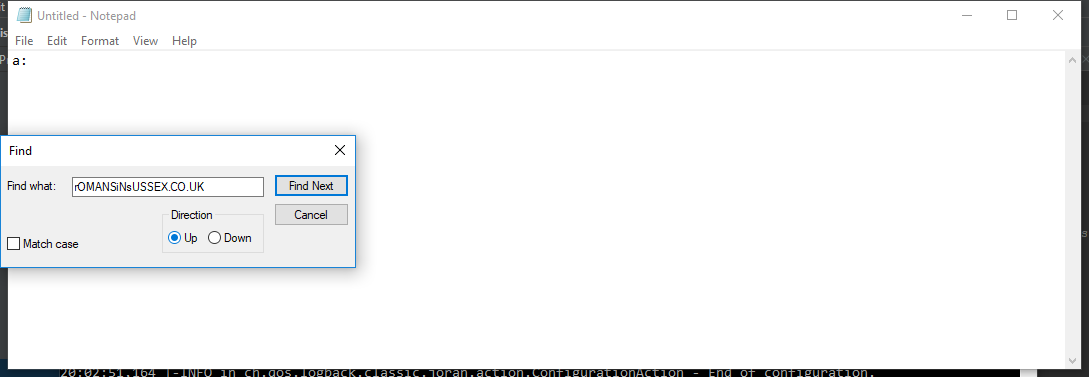 Untitled - Notepad
File Edit Format View Help
a:
Find
Find what: rOMANSiNsUSSEX.CO.UK Find Next
Direction Cancel
Match case Up Down
20:02:51,164 |-INFO in ch.qos.logback.classic.joran.action.ConfigurationAction - End of configuration.